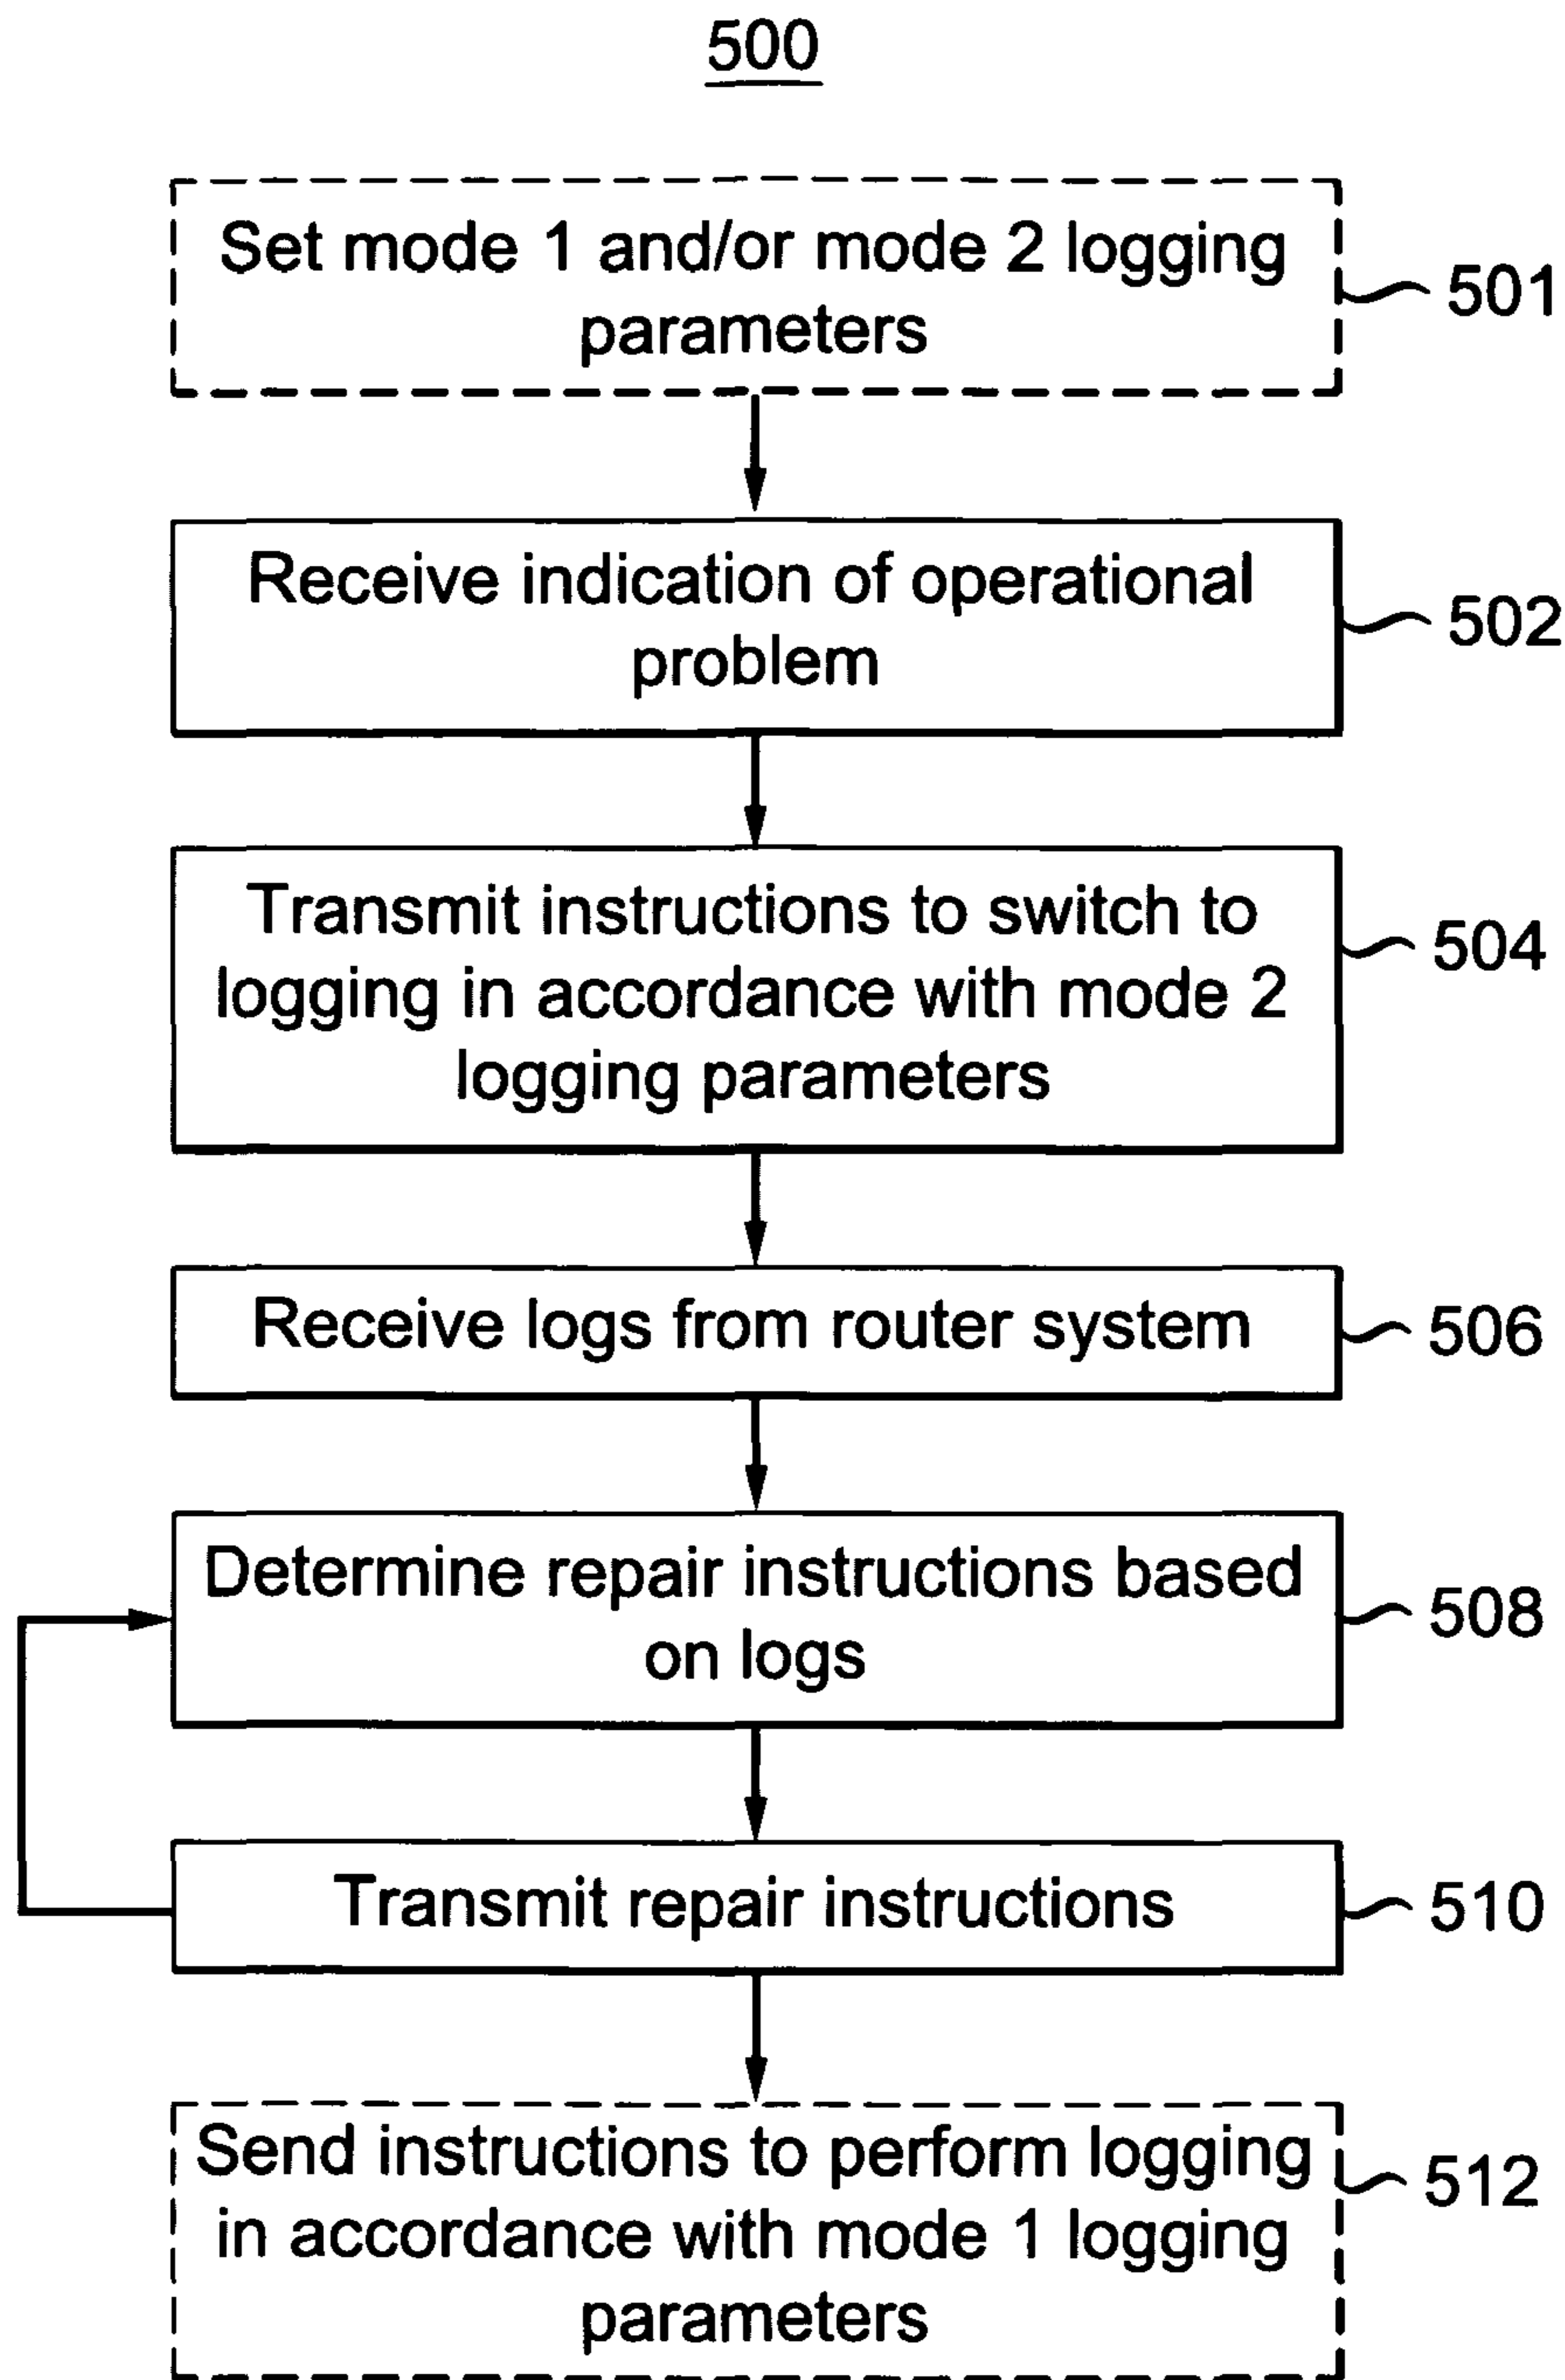 500
Set mode 1 and/or mode 2 logging
parameters
501
Receive indication of operational
problem
502
Transmit instructions to switch to
logging in accordance with mode 2
logging parameters
504
Receive logs from router system
506
Determine repair instructions based
on logs
508
Transmit repair instructions
510
Send instructions to perform logging
in accordance with mode 1 logging
parameters
512